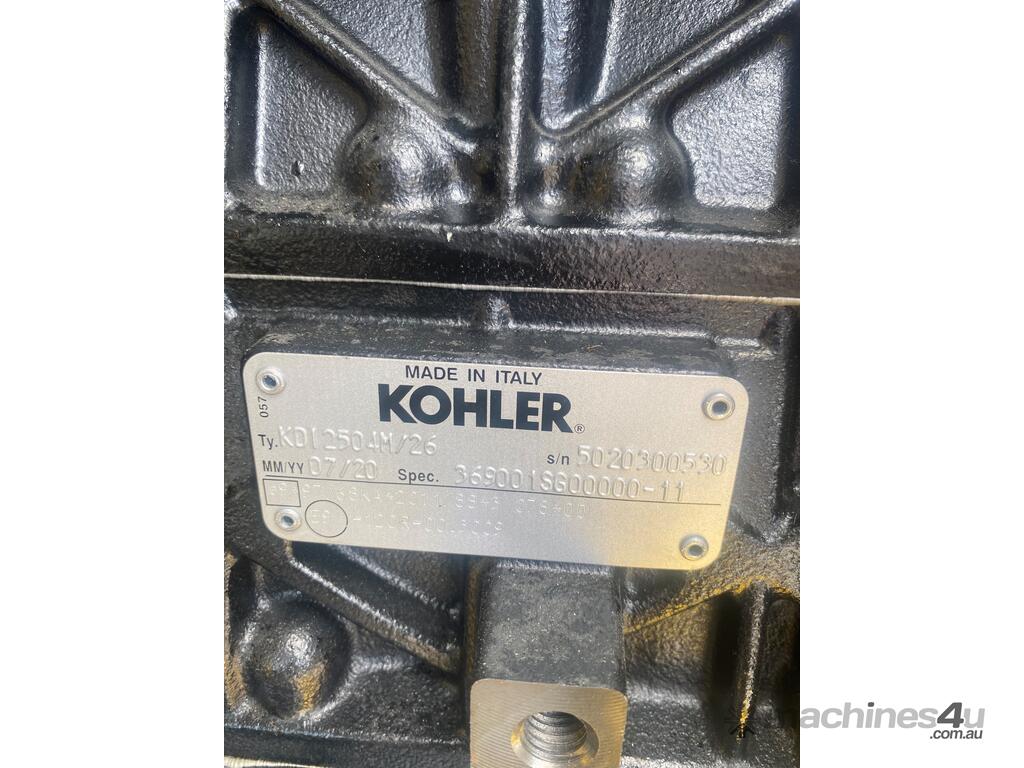 MADE IN ITALY
KOHLER®
057
Ty. KDI2504M/26
s/n 5020300530
MM/YY 07/20 Spec. 369001SG00000-11
machines4u
.com.au